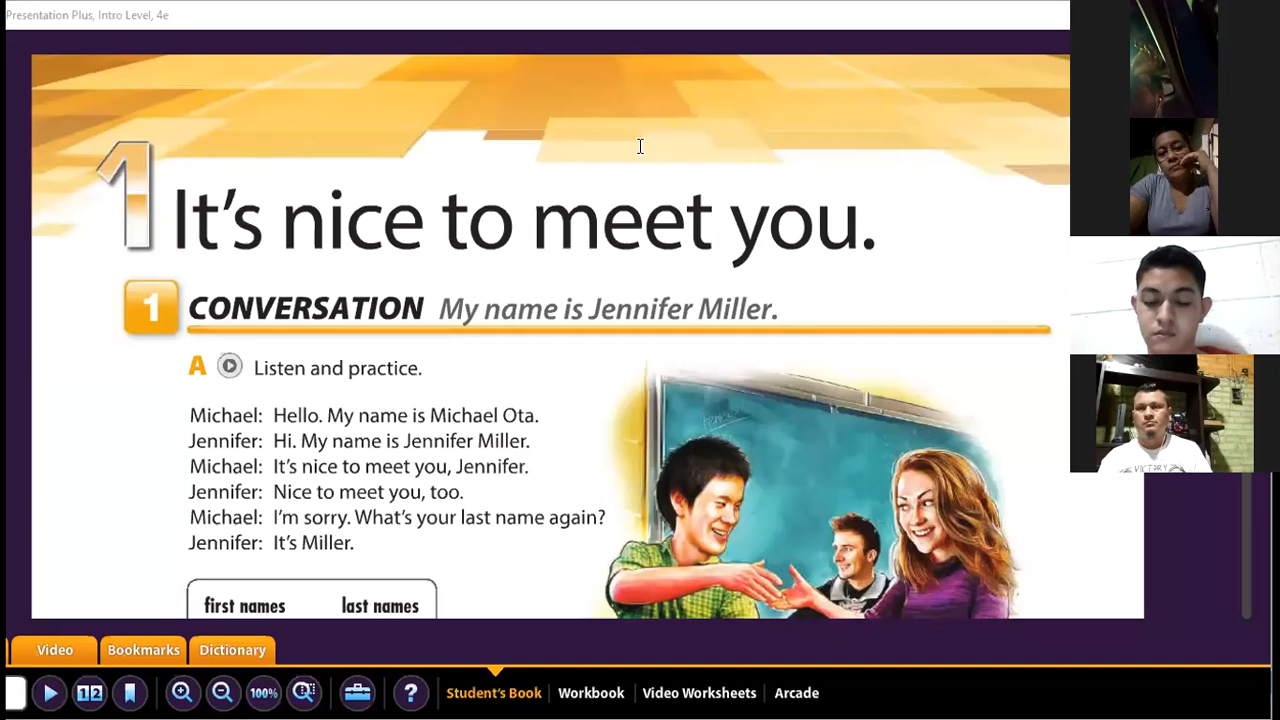 Presentation Plus, Intro Level, 4e
1 It's nice to meet you.
1 CONVERSATION My name is Jennifer Miller.
A Listen and practice.
Michael: Hello. My name is Michael Ota.
Jennifer: Hi. My name is Jennifer Miller.
Michael: It's nice to meet you, Jennifer.
Jennifer: Nice to meet you, too.
Michael: I'm sorry. What's your last name again?
Jennifer: It's Miller.
first names last names
VICTORY
Video Bookmarks Dictionary
12 100% ? Student's Book Workbook Video Worksheets Arcade